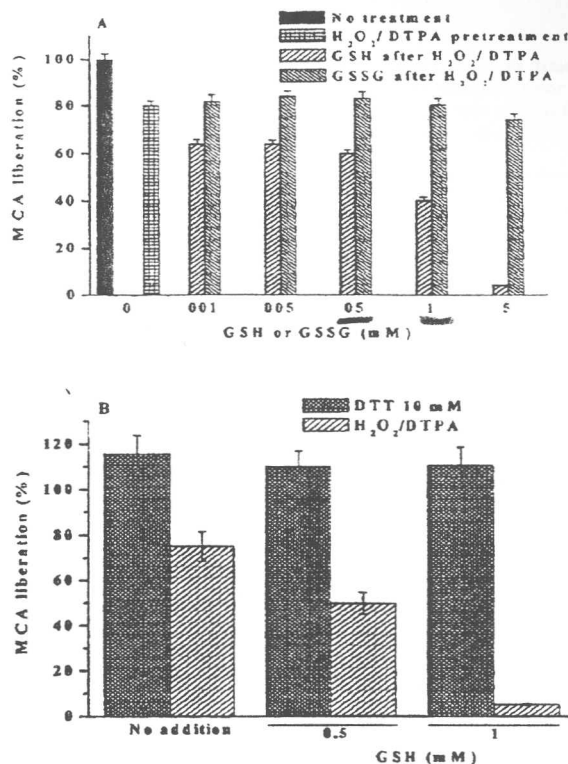 A
No treatment
H₂O₂/ DTPA pretreatment
GSH after H₂O₂/ DTPA
GSSG after H₂O₂/ DTPA
MCA liberation (%)
100
80
60
40
20
0
0 001 005 05 1 5
GSH or GSSG (mM)
B
DTT 10 mM
H₂O₂/DTPA
MCA liberation (%)
120
100
80
60
40
20
0
No addition 0.5 1
GSH (mM)